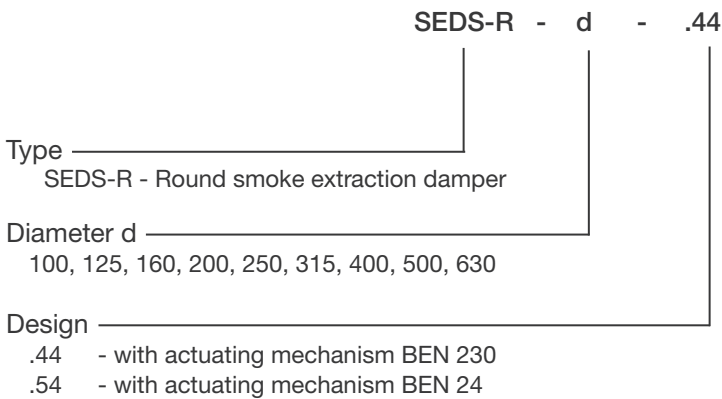 SEDS-R - d - .44
Type
SEDS-R - Round smoke extraction damper
Diameter d
100, 125, 160, 200, 250, 315, 400, 500, 630
Design
.44 - with actuating mechanism BEN 230
.54 - with actuating mechanism BEN 24